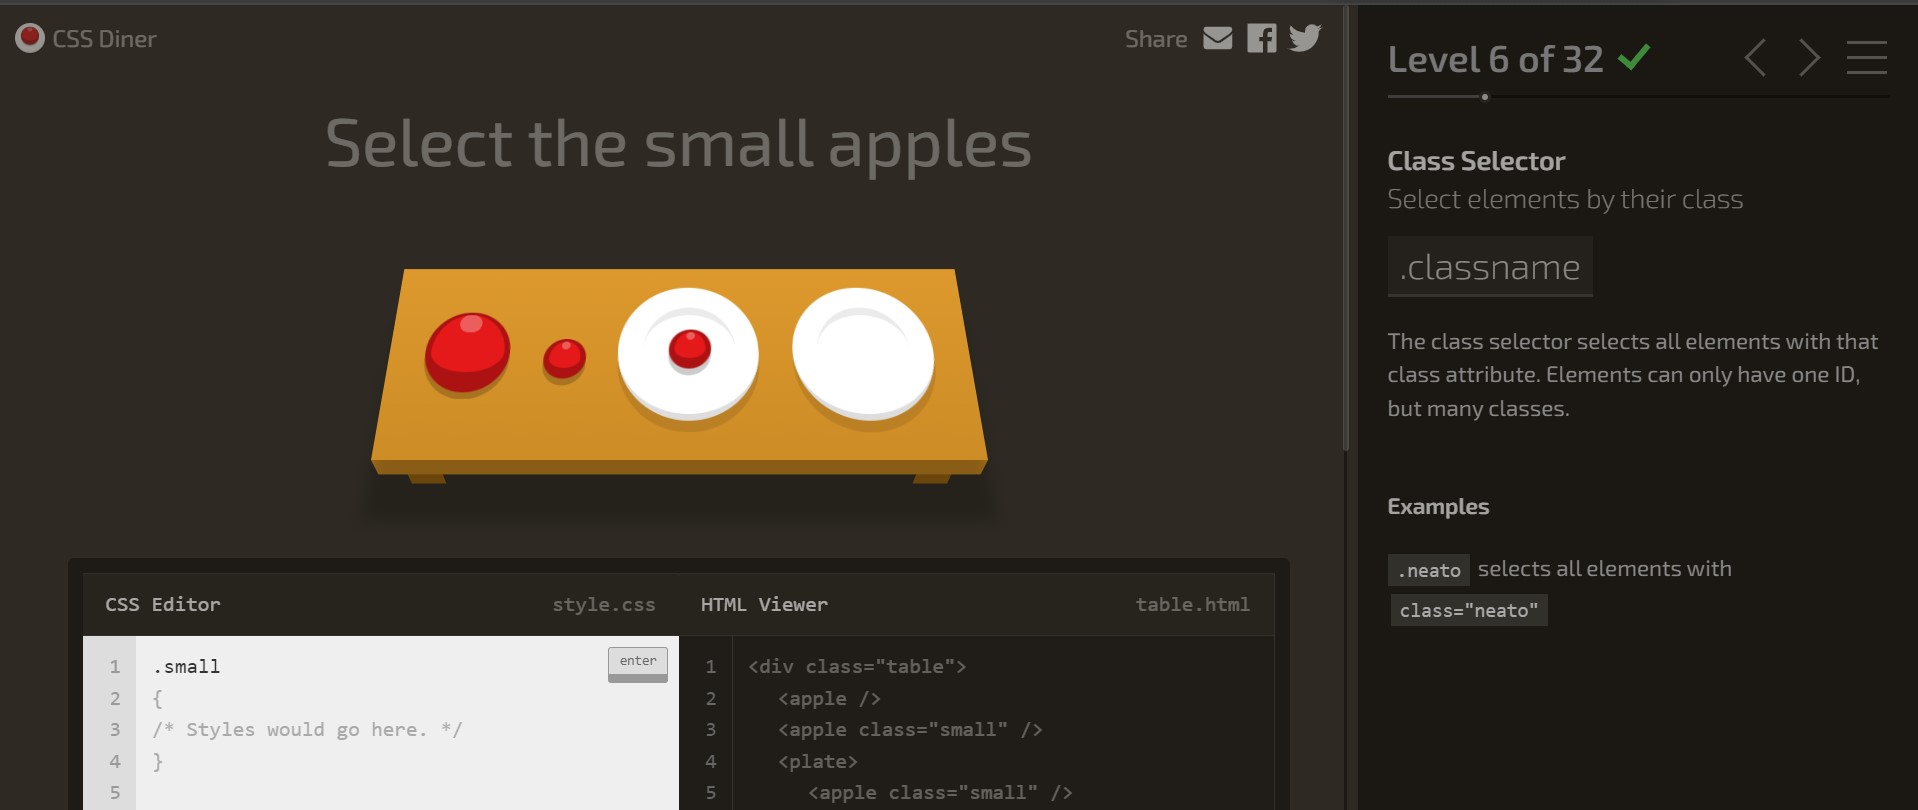 CSS Diner
Share
Select the small apples
CSS Editor
style.css
1 .small
enter
2 {
3 /* Styles would go here. */
4 }
5
HTML Viewer
table.html
1 <div class="table">
2 <apple />
3 <apple class="small" />
4 <plate>
5 <apple class="small" />
Level 6 of 32
Class Selector
Select elements by their class
.classname
The class selector selects all elements with that
class attribute. Elements can only have one ID,
but many classes.
Examples
.neato selects all elements with
class="neato"